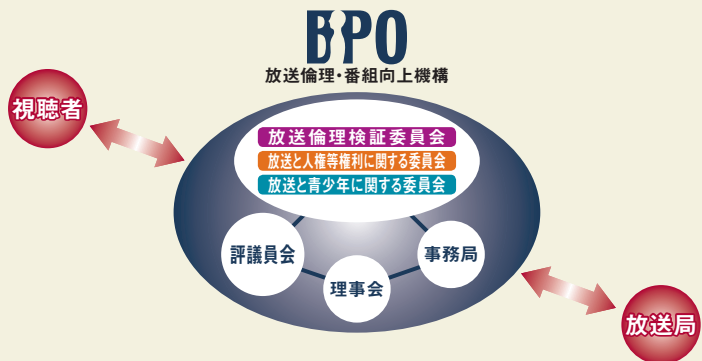 BPO
放送倫理・番組向上機構
視聴者
放送倫理検証委員会
放送と人権等権利に関する委員会
放送と青少年に関する委員会
評議員会
事務局
理事会
放送局